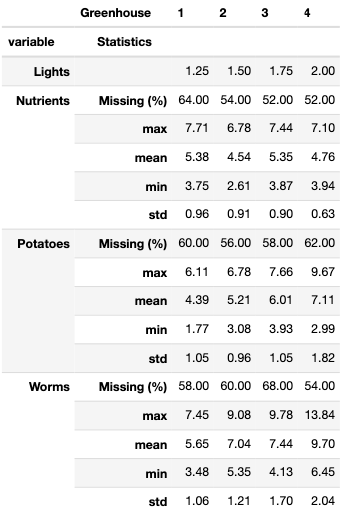 Greenhouse 1 2 3 4
variable Statistics
Lights 1.25 1.50 1.75 2.00
Nutrients Missing (%) 64.00 54.00 52.00 52.00
max 7.71 6.78 7.44 7.10
mean 5.38 4.54 5.35 4.76
min 3.75 2.61 3.87 3.94
std 0.96 0.91 0.90 0.63
Potatoes Missing (%) 60.00 56.00 58.00 62.00
max 6.11 6.78 7.66 9.67
mean 4.39 5.21 6.01 7.11
min 1.77 3.08 3.93 2.99
std 1.05 0.96 1.05 1.82
Worms Missing (%) 58.00 60.00 68.00 54.00
max 7.45 9.08 9.78 13.84
mean 5.65 7.04 7.44 9.70
min 3.48 5.35 4.13 6.45
std 1.06 1.21 1.70 2.04